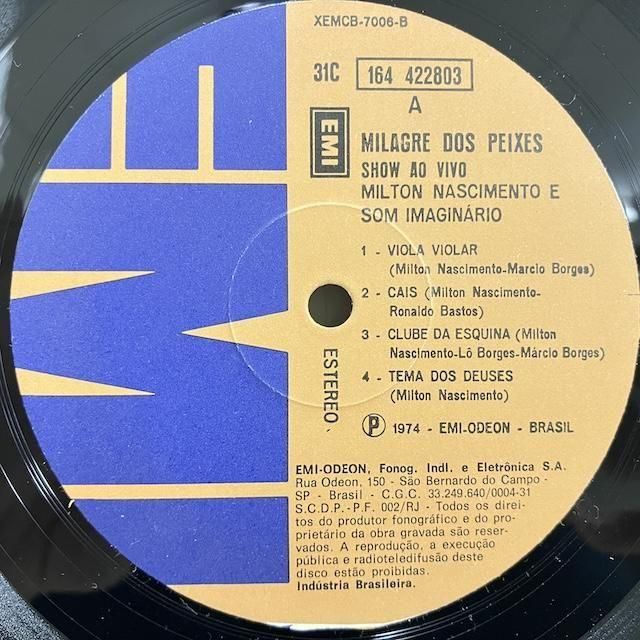 XEMCB-7006-B
31C 164 422803
A
EMI
MILAGRE DOS PEIXES
SHOW AO VIVO
MILTON NASCIMENTO E
SOM IMAGINÁRIO
1 - VIOLA VIOLAR
(Milton Nascimento-Marcio Borges)
2 - CAIS (Milton Nascimento-
Ronaldo Bastos)
3 - CLUBE DA ESQUINA (Milton
Nascimento-Lô Borges-Márcio Borges)
4 - TEMA DOS DEUSES
(Milton Nascimento)
ESTEREO
Ⓟ 1974 - EMI-ODEON - BRASIL
EMI-ODEON, Fonog. Indl. e Eletrônica S.A.
Rua Odeon, 150 - São Bernardo do Campo -
SP - Brasil - C.G.C. 33.249.640/0004-31
S.C.D.P.-P.F. 002/RJ - Todos os direi-
tos do produtor fonográfico e do pro-
prietário da obra gravada são reser-
vados. A reprodução, a execução
pública e radioteledifusão deste
disco estão proibidas.
Indústria Brasileira.